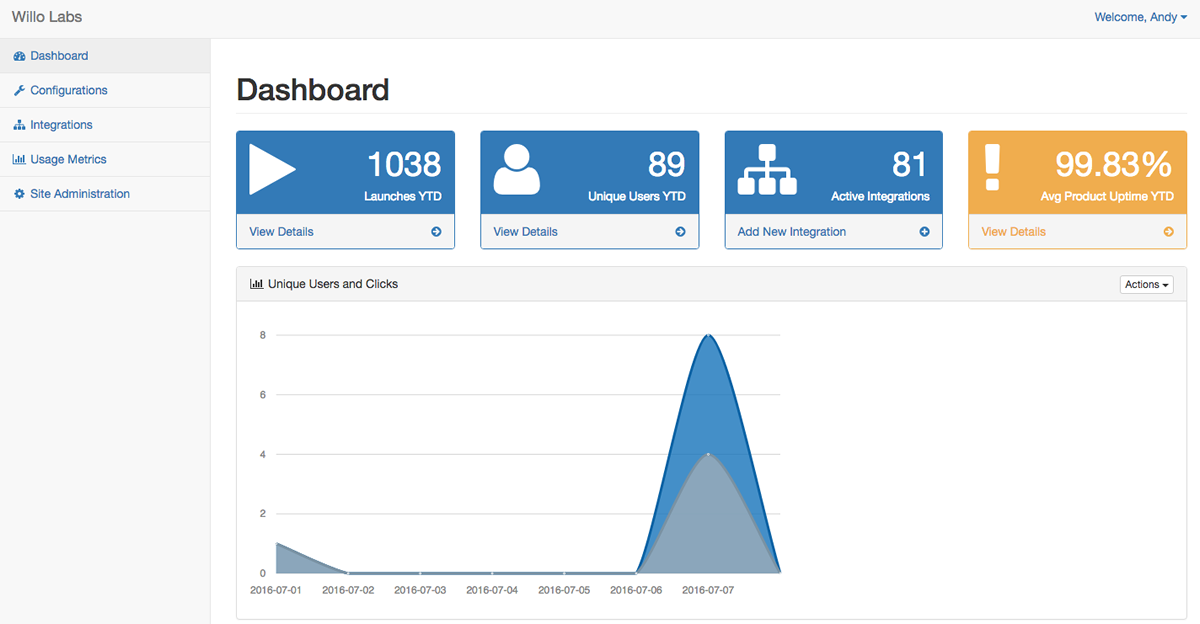 Willo Labs
Welcome, Andy
Dashboard
Configurations
Integrations
Usage Metrics
Site Administration
Dashboard
1038
Launches YTD
View Details
89
Unique Users YTD
View Details
81
Active Integrations
Add New Integration
99.83%
Avg Product Uptime YTD
View Details
Unique Users and Clicks
Actions
8
6
4
2
0
2016-07-01 2016-07-02 2016-07-03 2016-07-04 2016-07-05 2016-07-06 2016-07-07